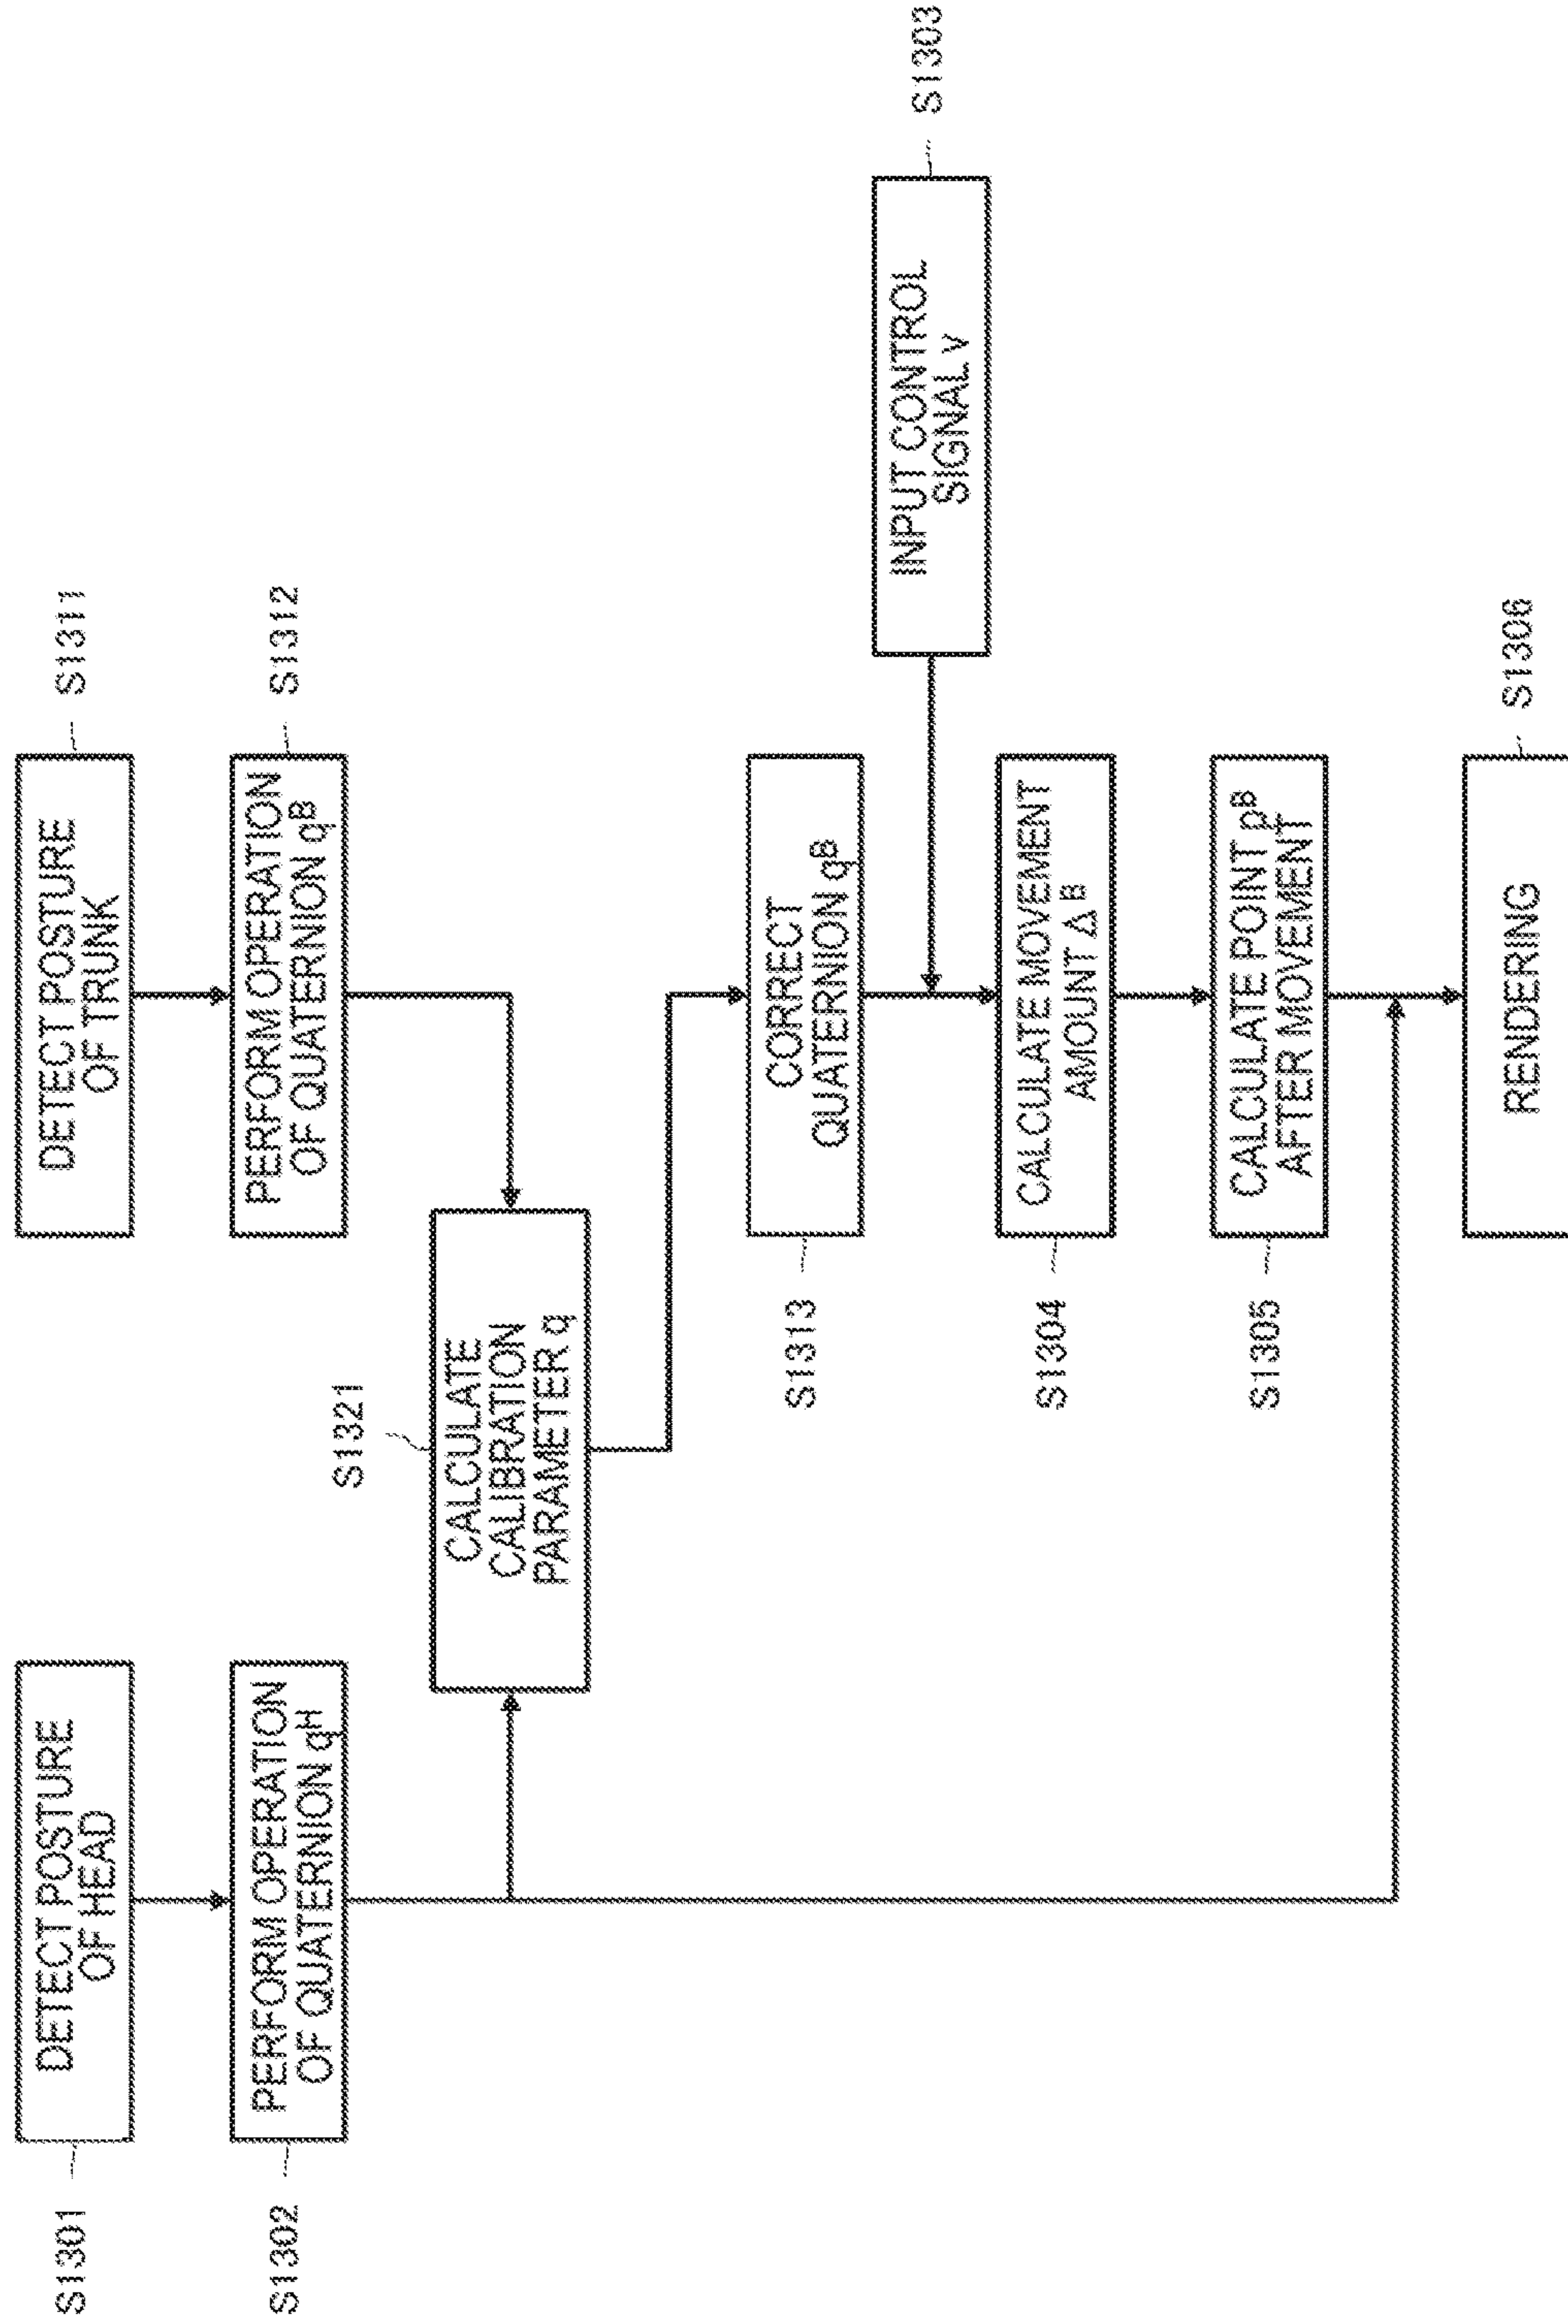 S1301
DETECT POSTURE
OF HEAD
S1302
PERFORM OPERATION
OF QUATERNION q^H
S1311
DETECT POSTURE
OF TRUNK
S1312
PERFORM OPERATION
OF QUATERNION q^B
S1321
CALCULATE
CALIBRATION
PARAMETER q
S1313
CORRECT
QUATERNION q^B
S1303
INPUT CONTROL
SIGNAL v
S1304
CALCULATE MOVEMENT
AMOUNT Δ^B
S1305
CALCULATE POINT p^B
AFTER MOVEMENT
S1306
RENDERING